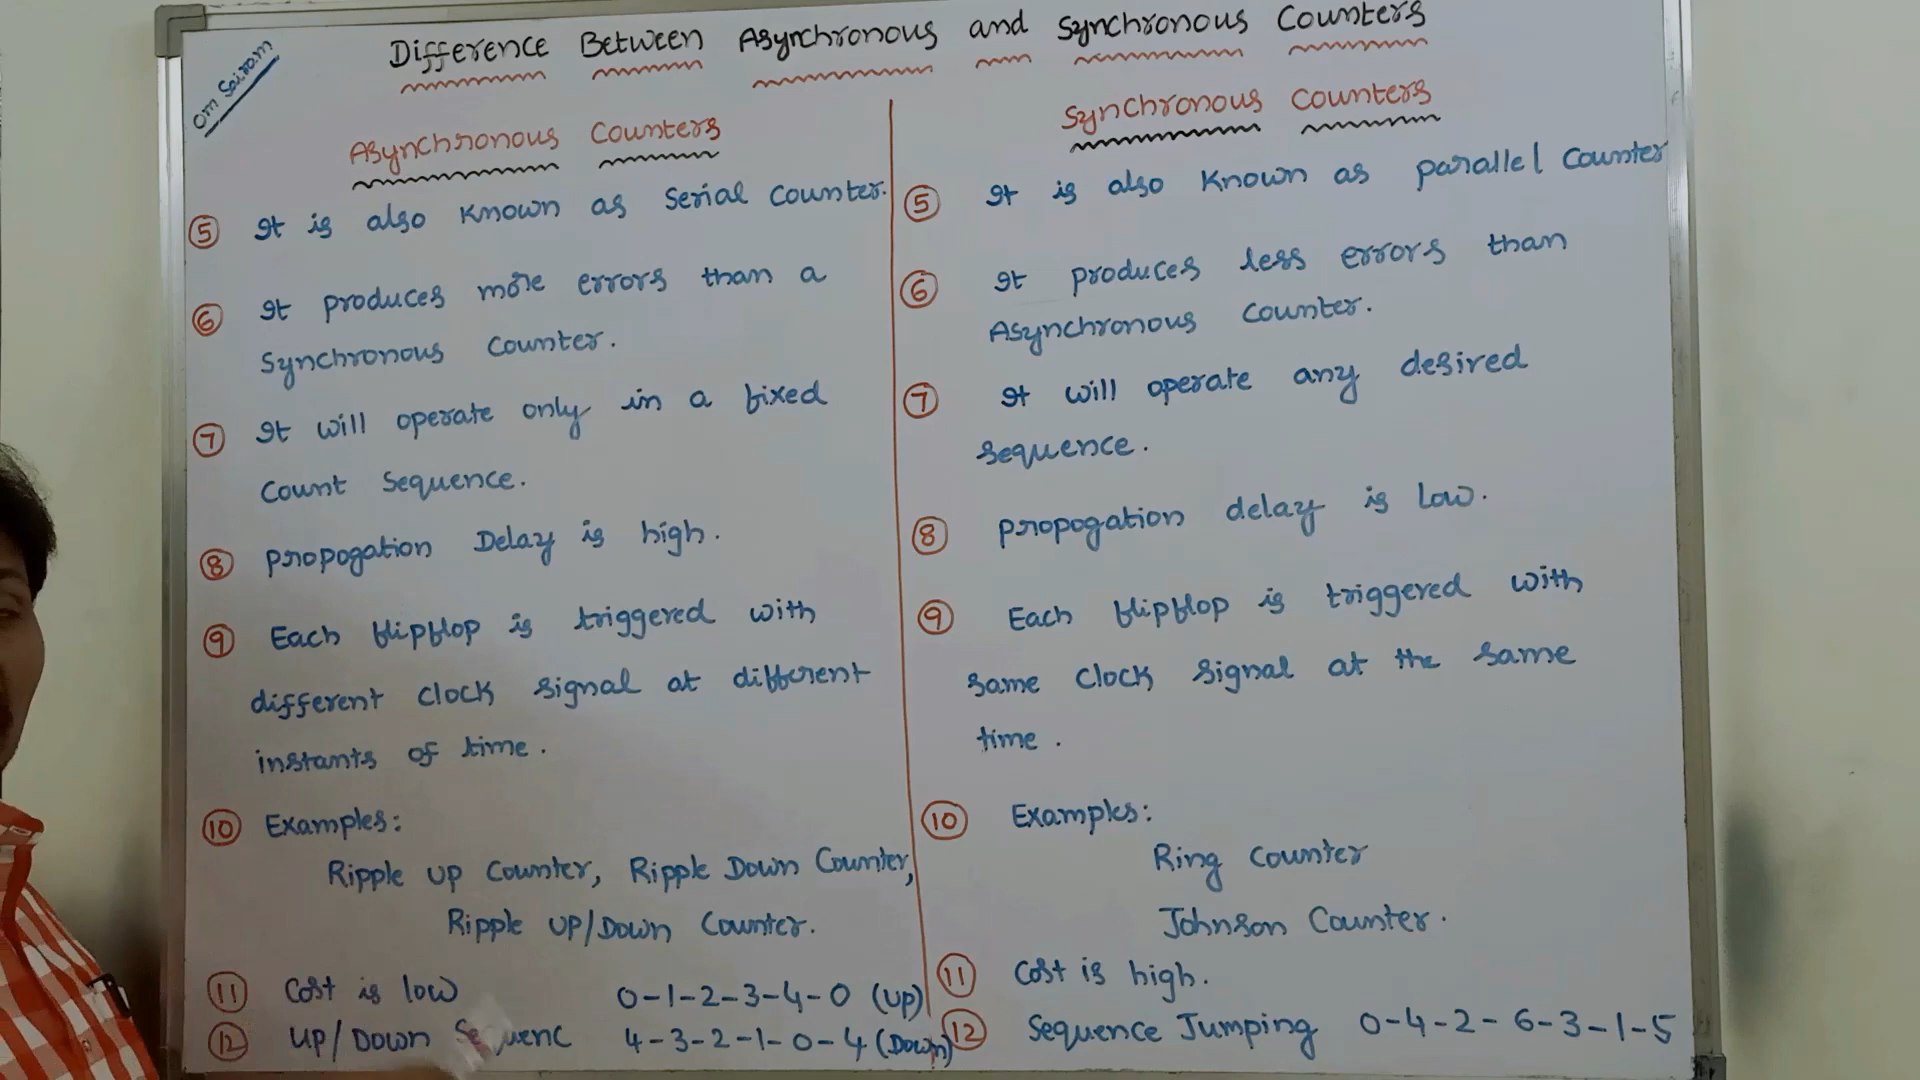 Om Sairam
Difference Between Asynchronous and Synchronous Counters
Asynchronous Counters
5 It is also Known as Serial Counter.
6 It produces more errors than a
Synchronous Counter.
7 It will operate only in a fixed
Count Sequence.
8 propogation Delay is high.
9 Each flipflop is triggered with
different clock signal at different
instants of time.
10 Examples:
Ripple up Counter, Ripple Down Counter,
Ripple UP/Down Counter.
11 Cost is low 0-1-2-3-4-0 (Up)
12 Up/Down 4-3-2-1-0-4 (Down)
Synchronous Counters
5 It is also Known as parallel Counter
6 It produces less errors than
Asynchronous Counter.
7 It will operate any desired
sequence.
8 propogation delay is low.
9 Each flipflop is triggered with
same clock signal at the same
time.
10 Examples:
Ring Counter
Johnson Counter.
11 Cost is high.
12 Sequence Jumping 0-4-2-6-3-1-5